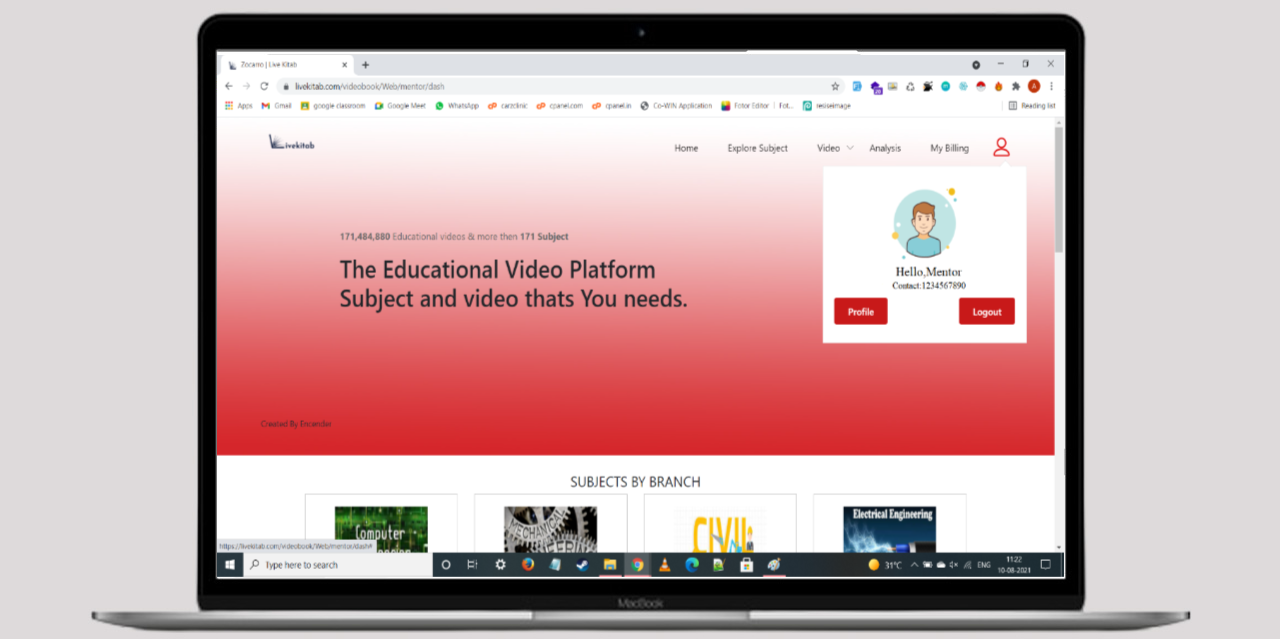 Zocarro | Live Kitab
livekitab.com/videobook/Web/mentor/dash
Apps Gmail google classroom Google Meet WhatsApp carzclinic cpanel.com cpanel.in Co-WIN Application Fotor Editor | Fot... resiseimage Reading list
Livekitab
Home Explore Subject Video Analysis My Billing
171,484,880 Educational videos & more then 171 Subject
The Educational Video Platform
Subject and video thats You needs.
Hello,Mentor
Contact:1234567890
Profile Logout
Created By Encandier
SUBJECTS BY BRANCH
Computer
MECHANICAL
CIVIL
Electrical Engineering
https://livekitab.com/videobook/Web/mentor/dash#
Type here to search
31°C ENG 11:22
10-08-2021
MacBook